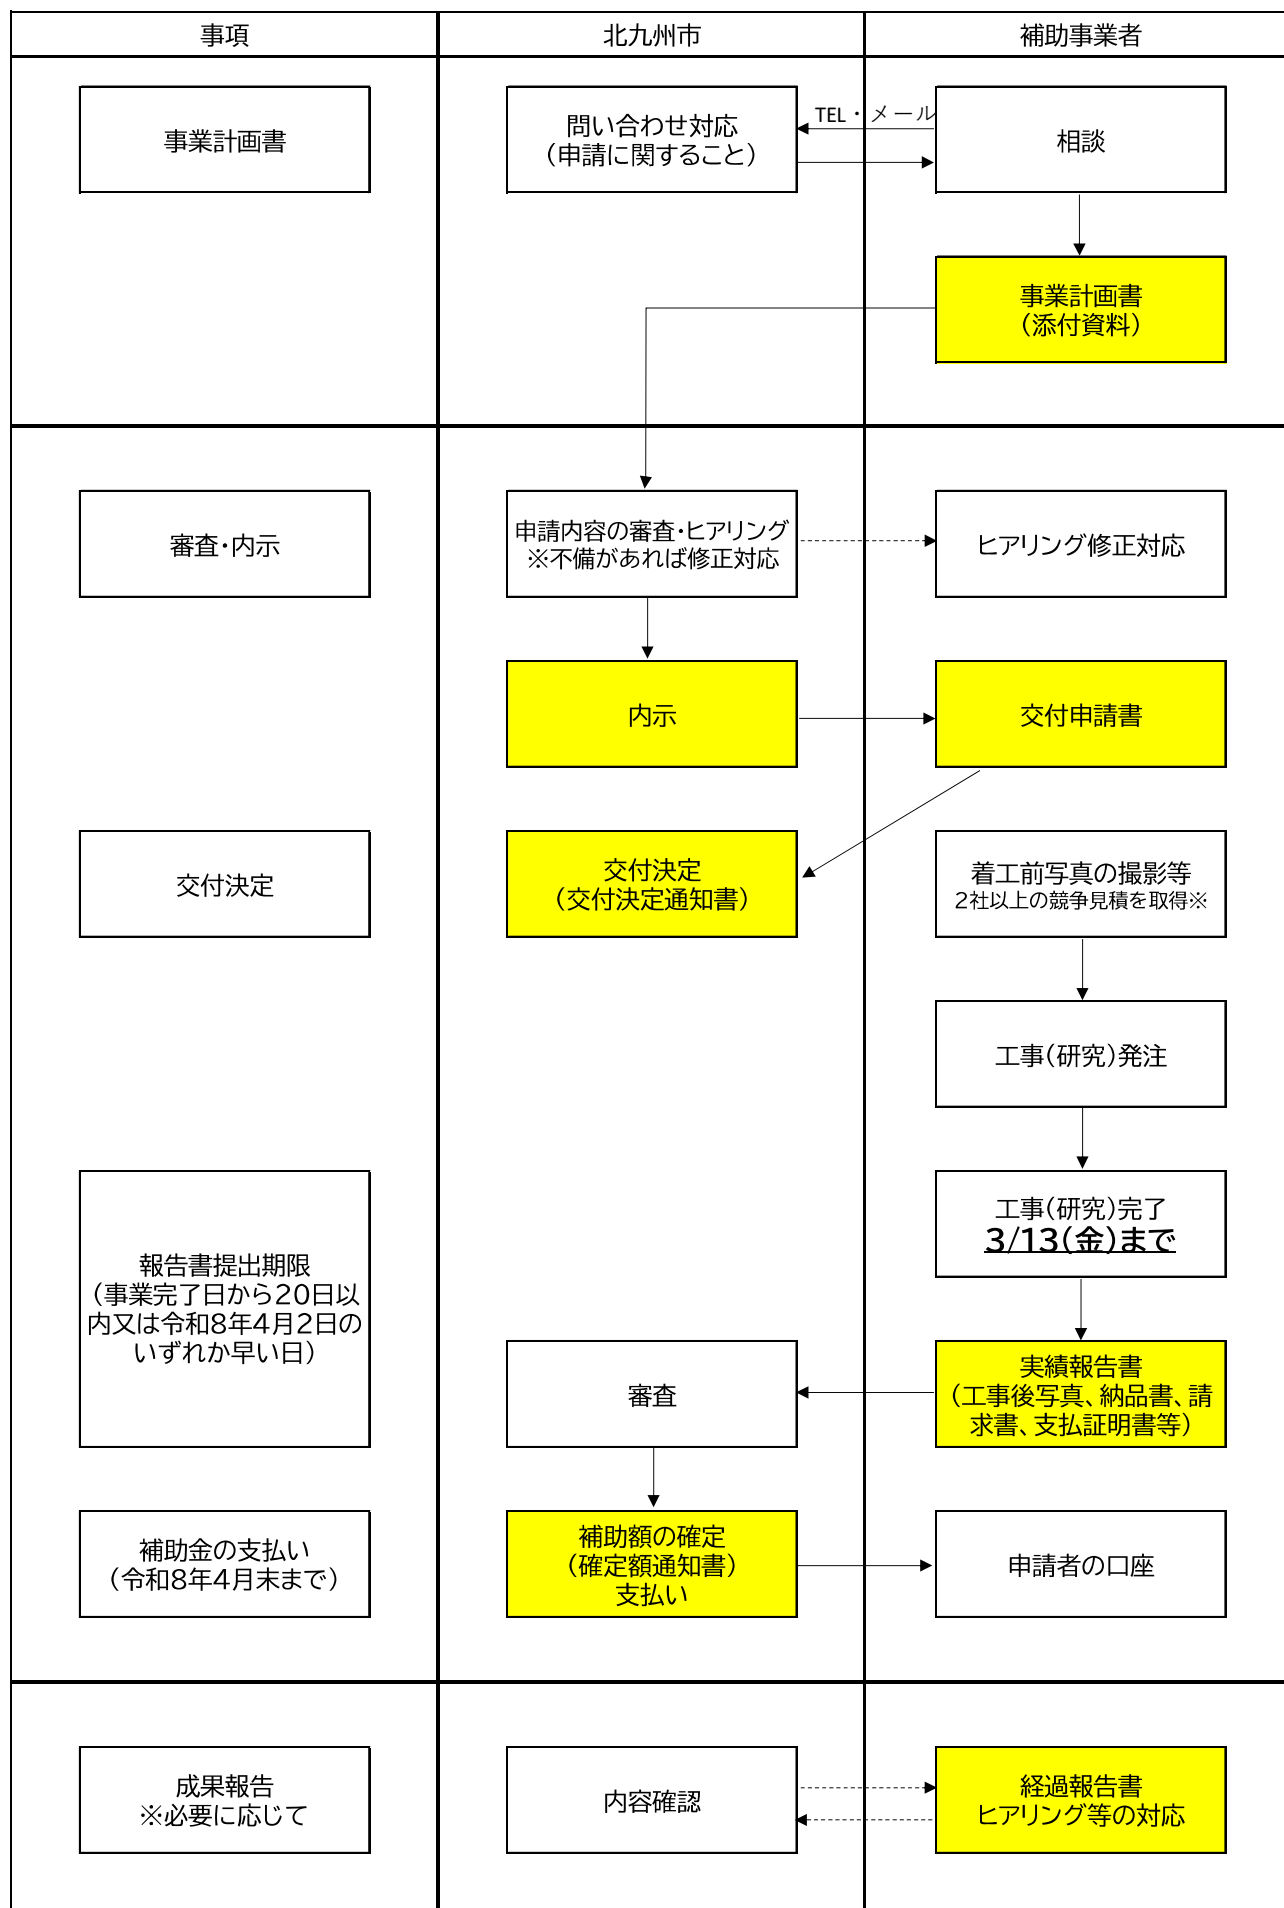 事項
北九州市
補助事業者
事業計画書
問い合わせ対応
（申請に関すること）
TEL・メール
相談
事業計画書
（添付資料）
審査・内示
申請内容の審査・ヒアリング
※不備があれば修正対応
ヒアリング修正対応
内示
交付申請書
交付決定
交付決定
（交付決定通知書）
着工前写真の撮影等
2社以上の競争見積を取得※
工事（研究）発注
報告書提出期限
（事業完了日から20日以
内又は令和8年4月2日の
いずれか早い日）
工事（研究）完了
3/13（金）まで
審査
実績報告書
（工事後写真、納品書、請
求書、支払証明書等）
補助金の支払い
（令和8年4月末まで）
補助額の確定
（確定額通知書）
支払い
申請者の口座
成果報告
※必要に応じて
内容確認
経過報告書
ヒアリング等の対応